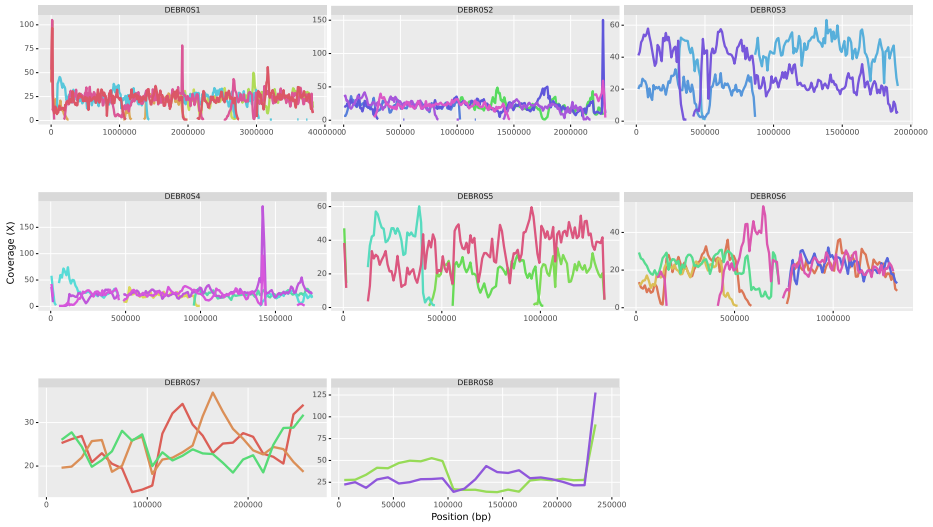 DEBR0S1 DEBR0S2 DEBR0S3
100 75 50 25 0
0 1000000 2000000 3000000 4000000
150 100 50 0
0 500000 1000000 1500000 2000000
60 40 20 0
0 500000 1000000 1500000 2000000
DEBR0S4 DEBR0S5 DEBR0S6
Coverage (X)
150 100 50 0
0 500000 1000000 1500000
60 40 20 0
0 500000 1000000
40 20 0
0 500000 1000000
DEBR0S7 DEBR0S8
30 20
0 100000 200000
125 100 75 50 25
0 50000 100000 150000 200000 250000
Position (bp)